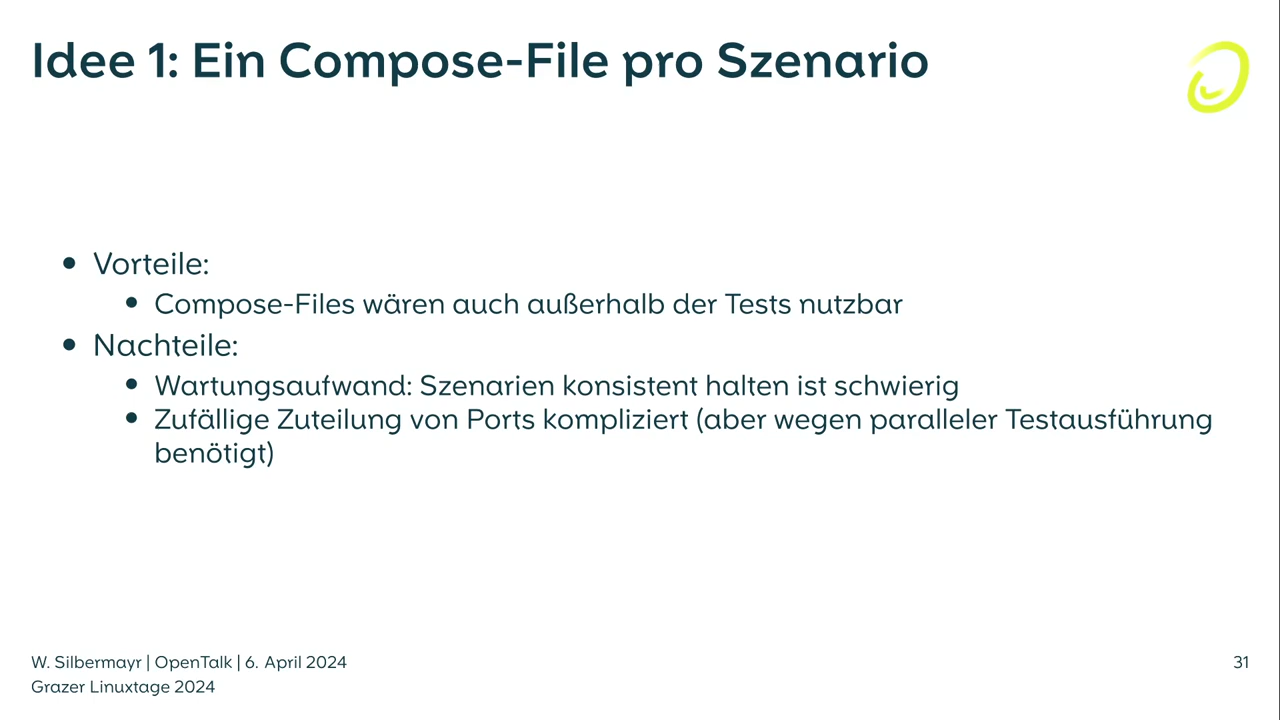 Idee 1: Ein Compose-File pro Szenario
• Vorteile:
• Compose-Files wären auch außerhalb der Tests nutzbar
• Nachteile:
• Wartungsaufwand: Szenarien konsistent halten ist schwierig
• Zufällige Zuteilung von Ports kompliziert (aber wegen paralleler Testausführung
benötigt)
W. Silbermayr | OpenTalk | 6. April 2024
Grazer Linuxtage 2024
31